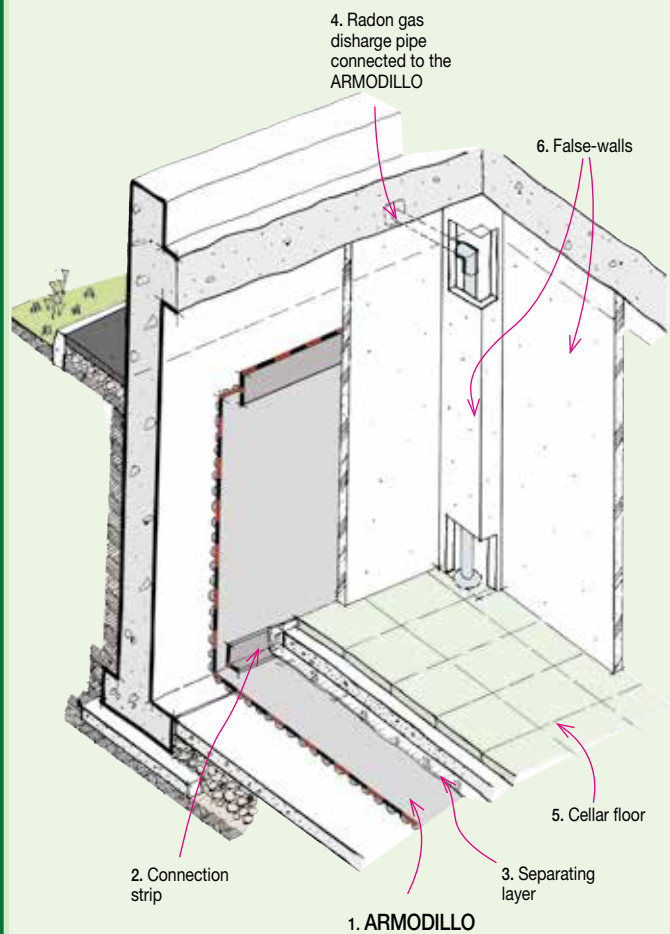 4. Radon gas
disharge pipe
connected to the
ARMODILLO
6. False-walls
5. Cellar floor
2. Connection
strip
3. Separating
layer
1. ARMODILLO